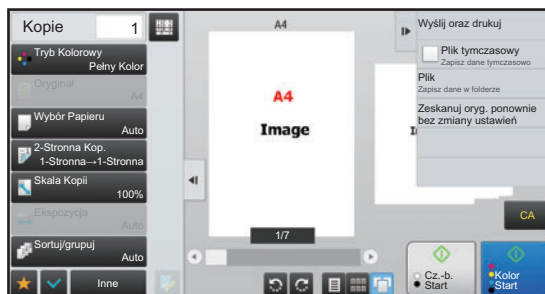 Kopie 1
Tryb Kolorowy
Pełny Kolor
Oryginał
A4
Wybór Papieru
Auto
2-Stronna Kop.
1-Stronna→1-Stronna
Skala Kopii
100%
Ekspozycja
Auto
Sortuj/grupuj
Auto
Inne
A4
A4
Image
1/7
Wyślij oraz drukuj
Plik tymczasowy
Zapisz dane tymczasowo
Plik
Zapisz dane w folderze
Zeskanuj oryg. ponownie
bez zmiany ustawień
CA
Cz.-b.
Start
Kolor
Start